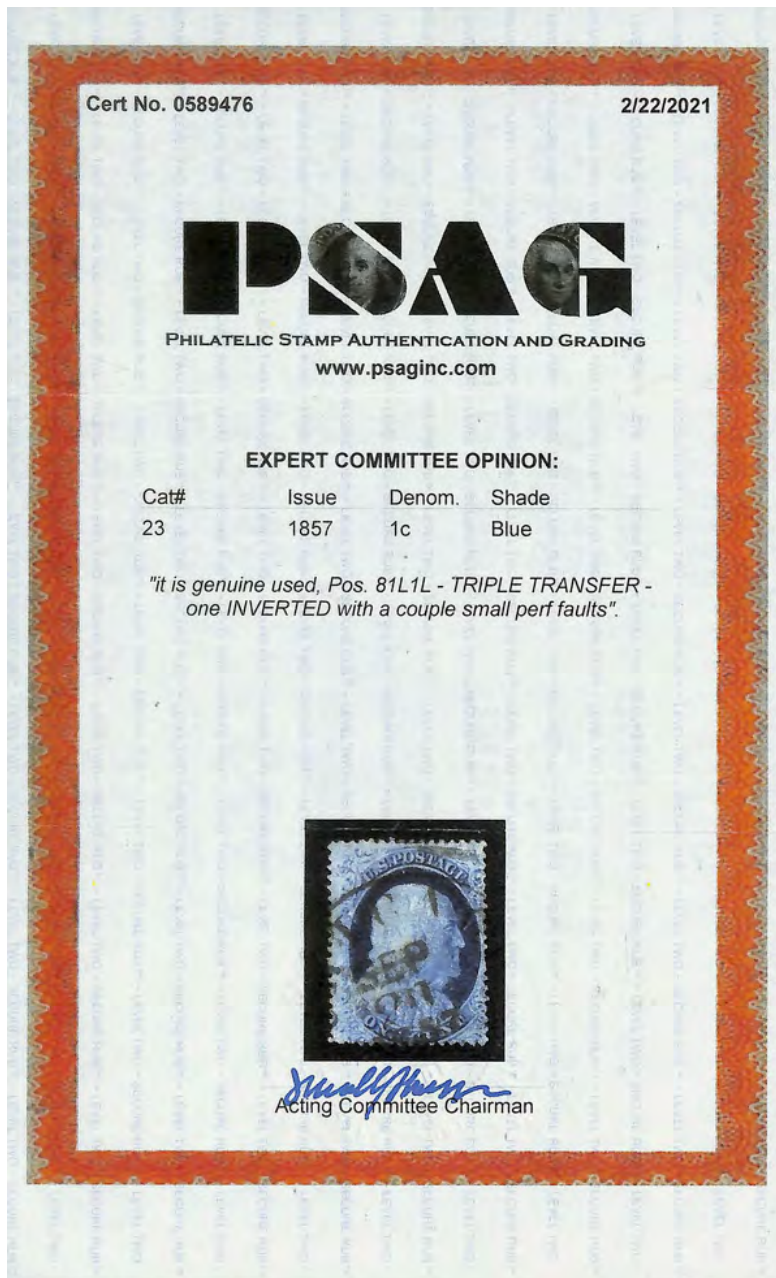 Cert No. 0589476 2/22/2021
PSAG
PHILATELIC STAMP AUTHENTICATION AND GRADING
www.psaginc.com
EXPERT COMMITTEE OPINION:
Cat# Issue Denom. Shade
23 1857 1c Blue
"it is genuine used, Pos. 81L1L - TRIPLE TRANSFER -
one INVERTED with a couple small perf faults".
U.S. POSTAGE
SEP
ONE CENT
Acting Committee Chairman